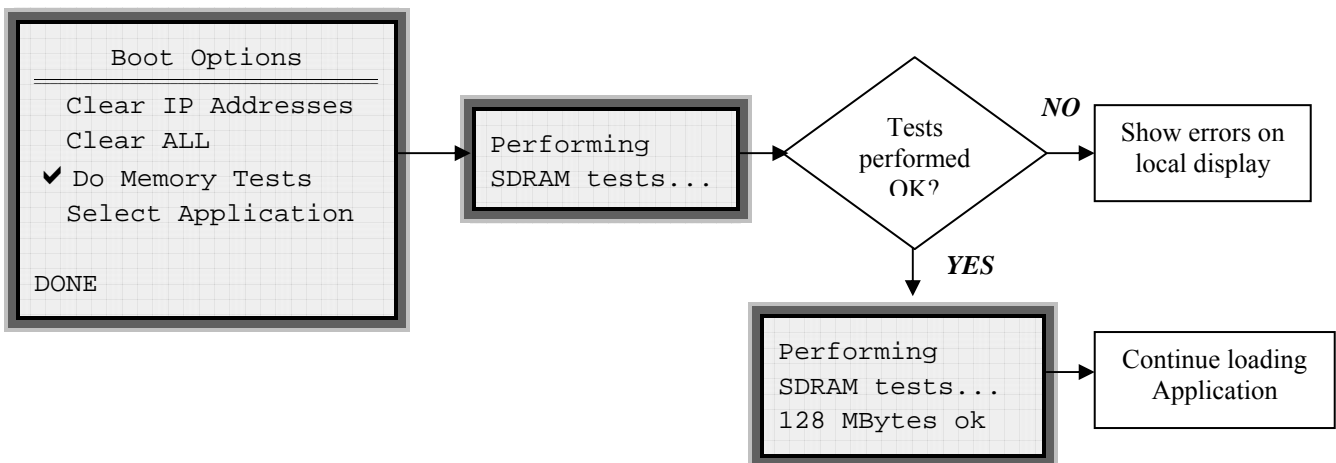 Boot Options
Clear IP Addresses
Clear ALL
✔ Do Memory Tests
Select Application
DONE
Performing
SDRAM tests...
Tests
performed
OK?
NO
Show errors on
local display
YES
Performing
SDRAM tests...
128 MBytes ok
Continue loading
Application